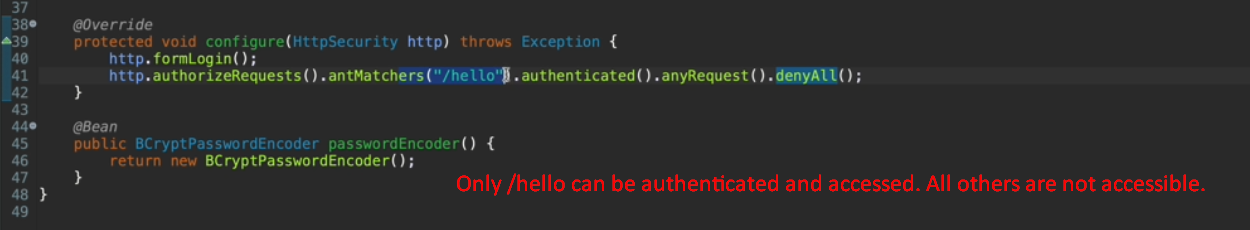 37
38 @Override
39 protected void configure(HttpSecurity http) throws Exception {
40 http.formLogin();
41 http.authorizeRequests().antMatchers("/hello").authenticated().anyRequest().denyAll();
42 }
43
44 @Bean
45 public BCryptPasswordEncoder passwordEncoder() {
46 return new BCryptPasswordEncoder();
47 }
Only /hello can be authenticated and accessed. All others are not accessible.
48 }
49